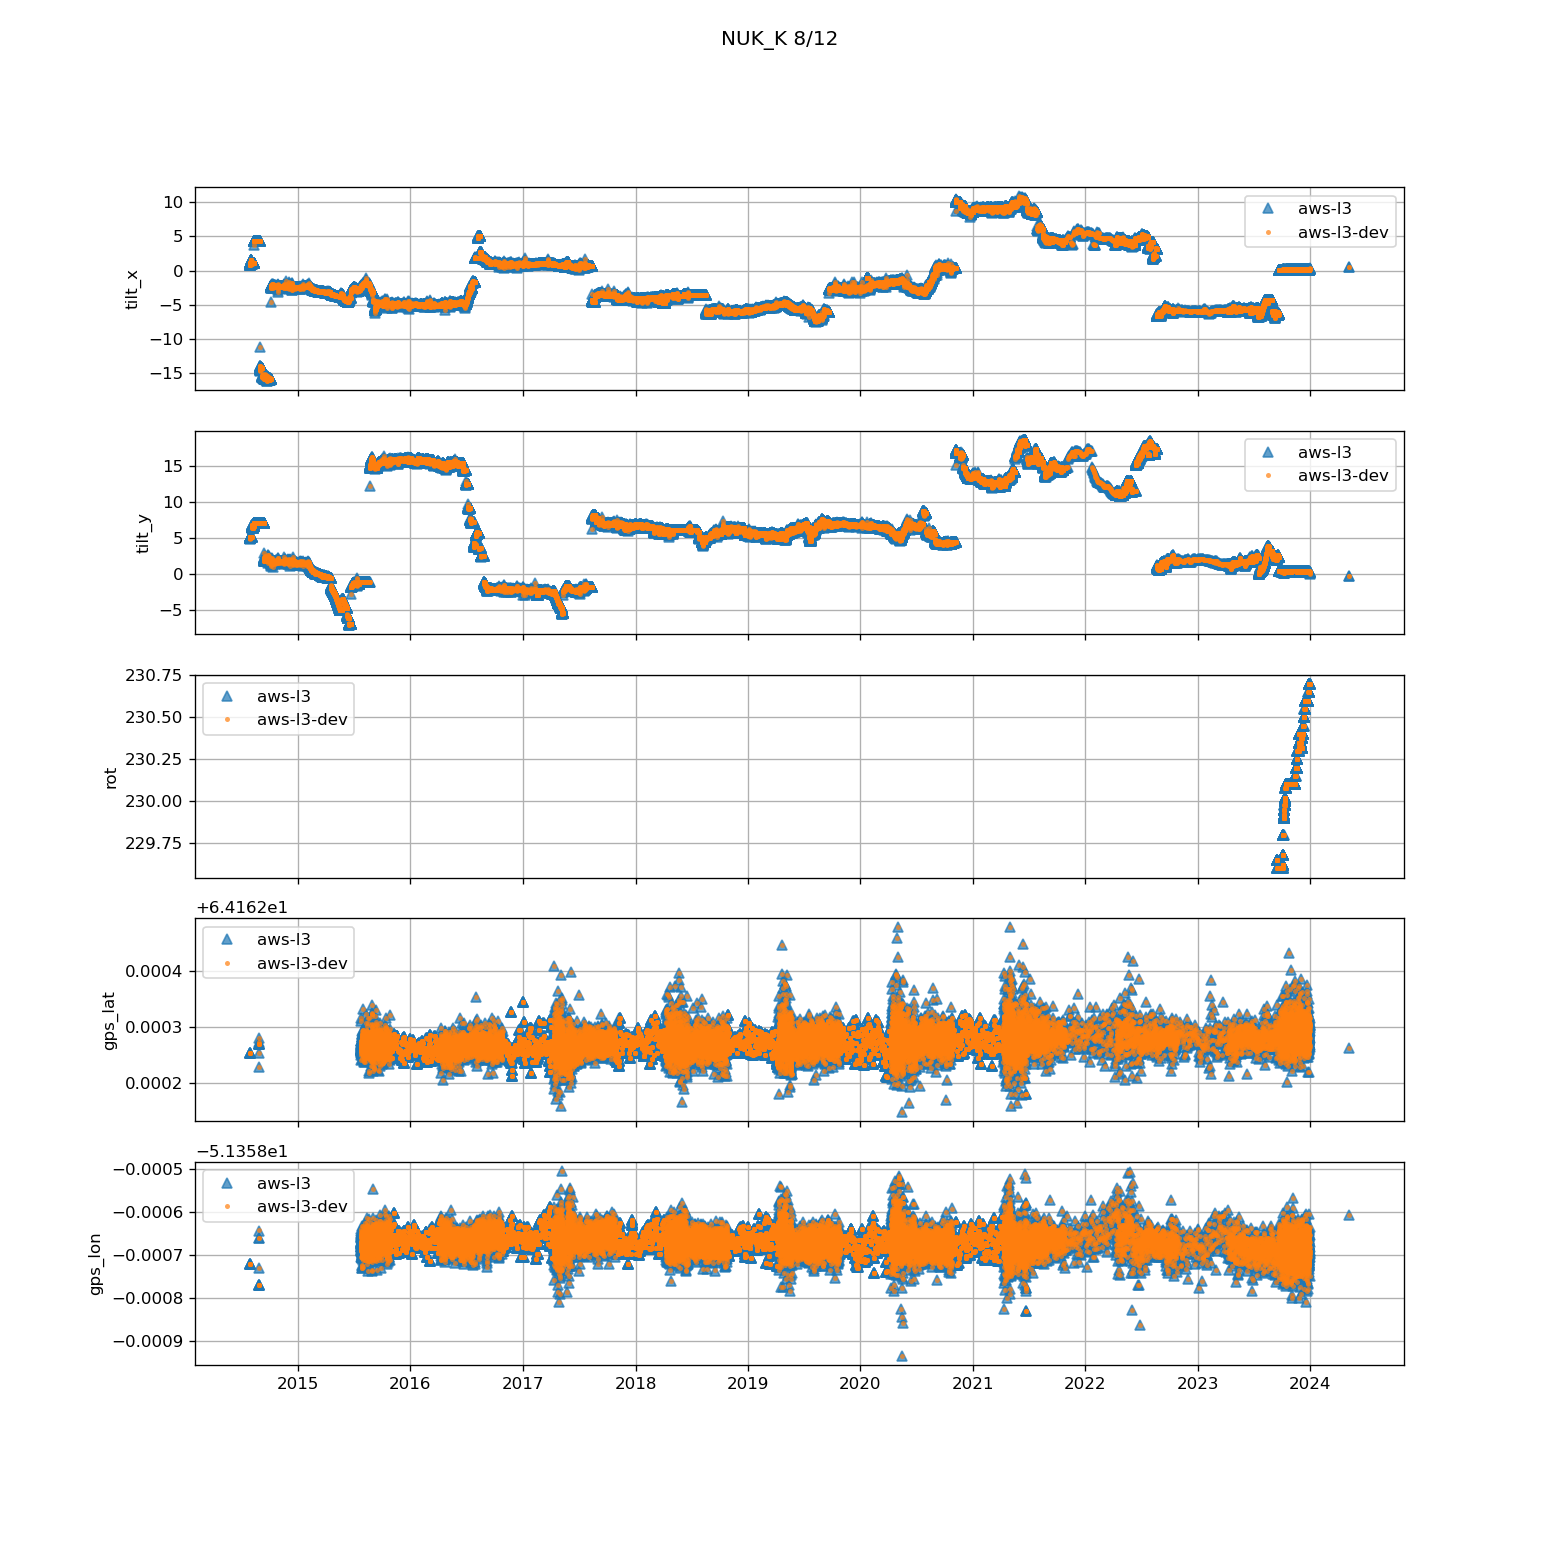 NUK_K 8/12
10
5
0
−5
−10
−15
tilt_x
aws-l3
aws-l3-dev
15
10
5
0
−5
tilt_y
aws-l3
aws-l3-dev
230.75
230.50
230.25
230.00
229.75
rot
aws-l3
aws-l3-dev
+6.4162e1
0.0004
0.0003
0.0002
gps_lat
aws-l3
aws-l3-dev
−5.1358e1
−0.0005
−0.0006
−0.0007
−0.0008
−0.0009
gps_lon
aws-l3
aws-l3-dev
2015 2016 2017 2018 2019 2020 2021 2022 2023 2024